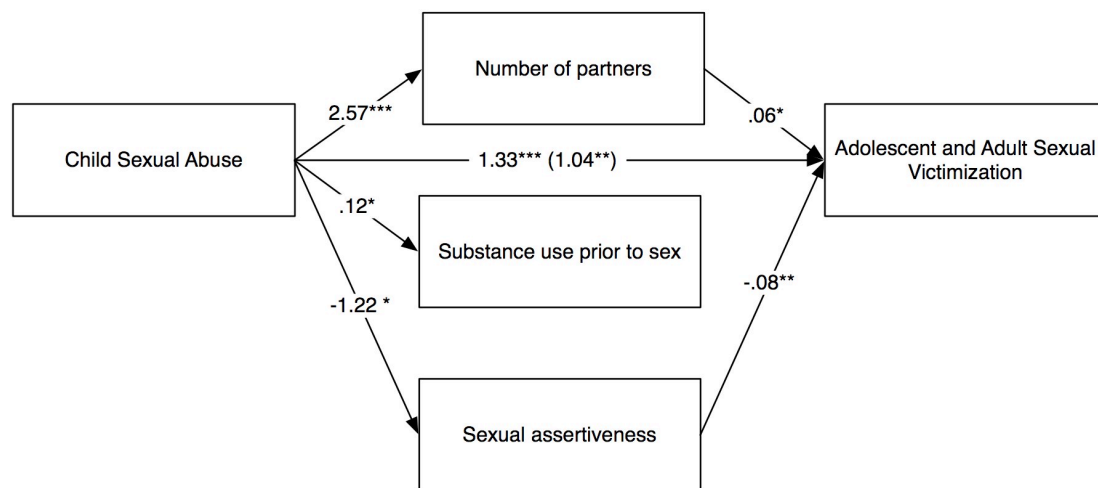 Number of partners
2.57***
.06*
Child Sexual Abuse
1.33*** (1.04**)
Adolescent and Adult Sexual
Victimization
.12*
Substance use prior to sex
-1.22 *
-.08**
Sexual assertiveness